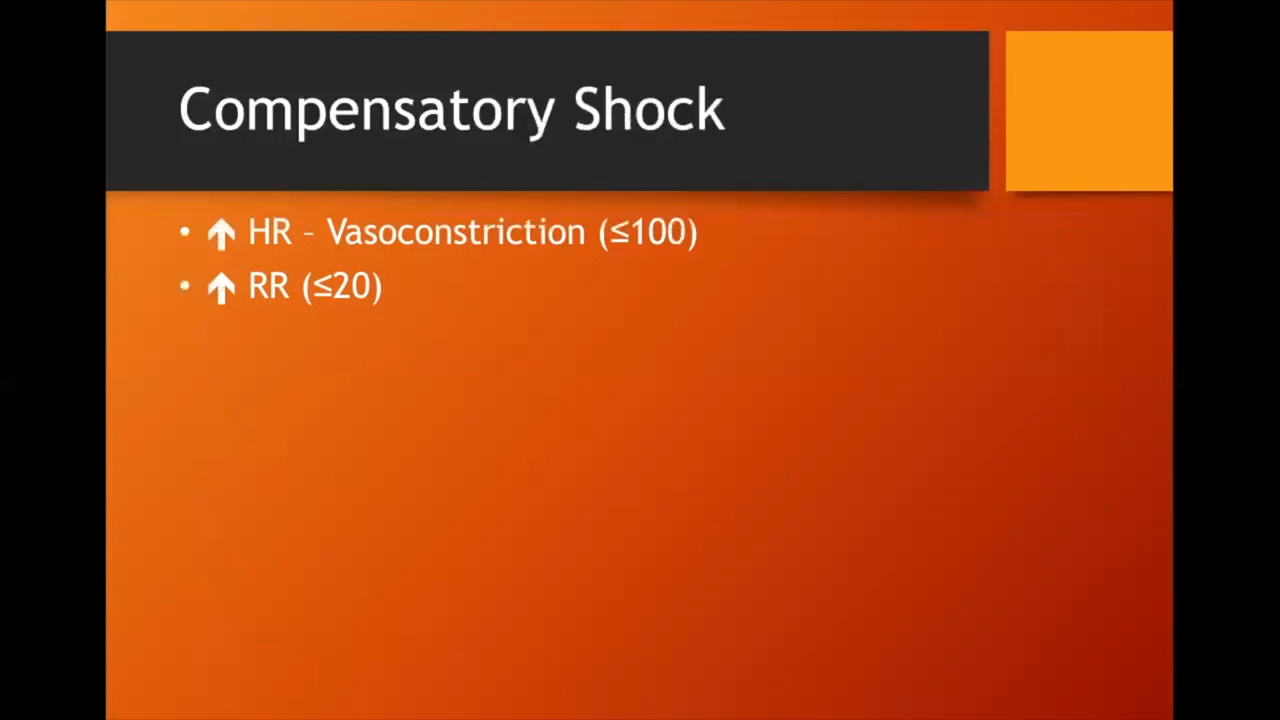 Compensatory Shock
• ⬆ HR – Vasoconstriction (≤100)
• ⬆ RR (≤20)